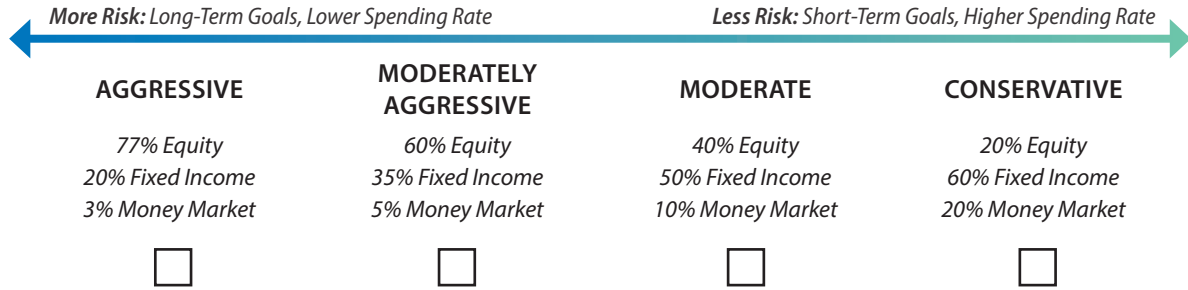 More Risk: Long-Term Goals, Lower Spending Rate
Less Risk: Short-Term Goals, Higher Spending Rate
AGGRESSIVE
77% Equity
20% Fixed Income
3% Money Market
MODERATELY
AGGRESSIVE
60% Equity
35% Fixed Income
5% Money Market
MODERATE
40% Equity
50% Fixed Income
10% Money Market
CONSERVATIVE
20% Equity
60% Fixed Income
20% Money Market